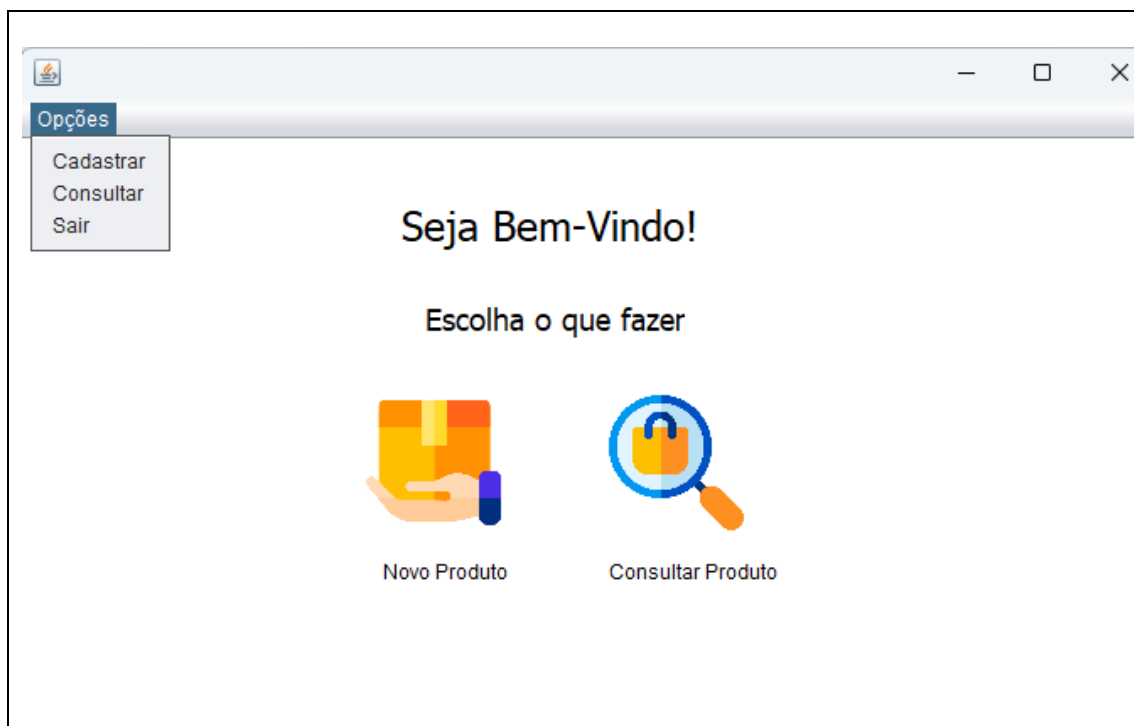 Opções
Cadastrar
Consultar
Sair
Seja Bem-Vindo!
Escolha o que fazer
Novo Produto
Consultar Produto